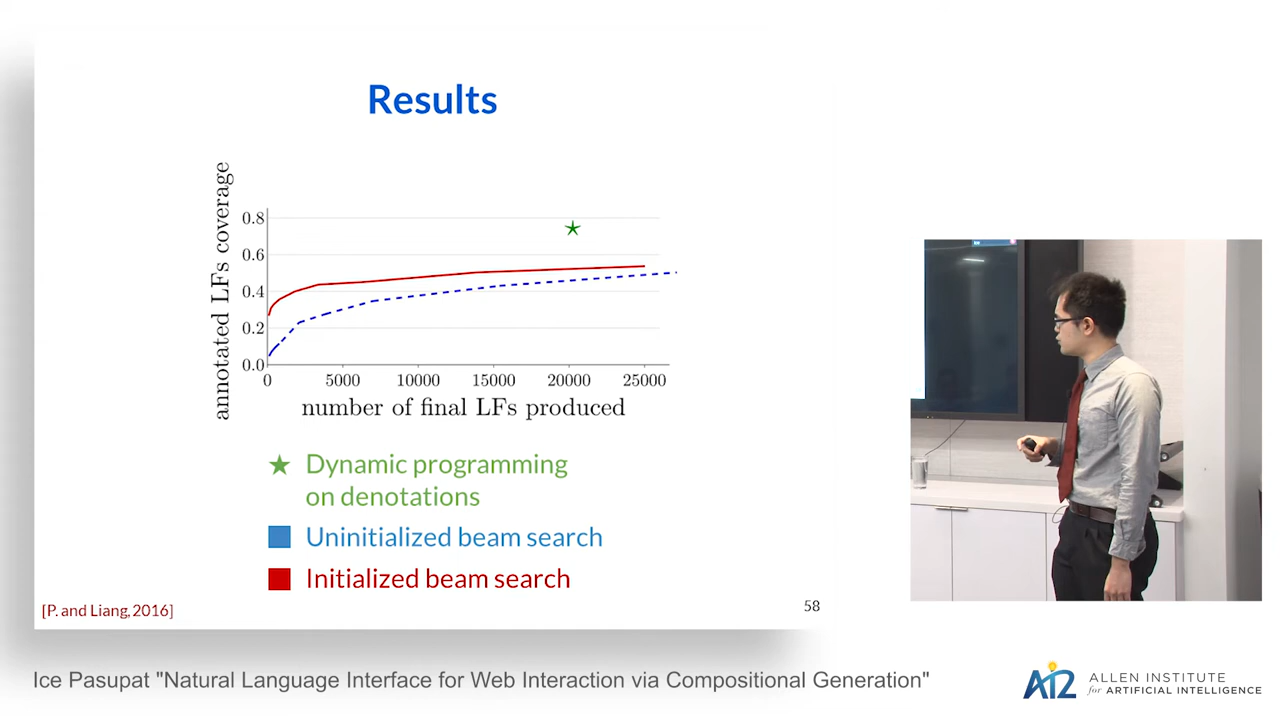 Results
annotated LFs coverage
0.8
0.6
0.4
0.2
0.0
0 5000 10000 15000 20000 25000
number of final LFs produced
Dynamic programming
on denotations
Uninitialized beam search
Initialized beam search
[P. and Liang, 2016]
58
Ice Pasupat "Natural Language Interface for Web Interaction via Compositional Generation"
AI2
ALLEN INSTITUTE
for ARTIFICIAL INTELLIGENCE